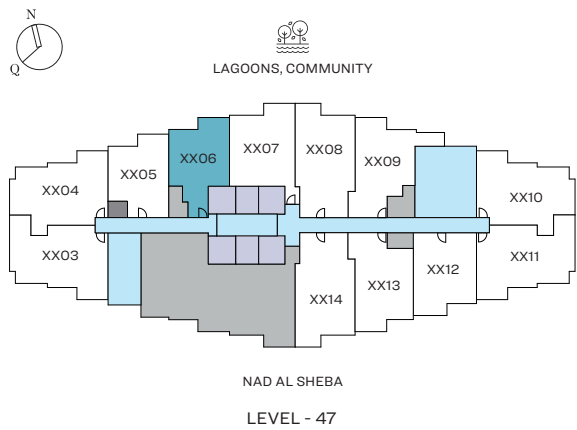 N
Q
LAGOONS, COMMUNITY
XX07
XX08
XX06
XX09
XX05
XX04
XX10
XX03
XX11
XX12
XX13
XX14
NAD AL SHEBA
LEVEL - 47